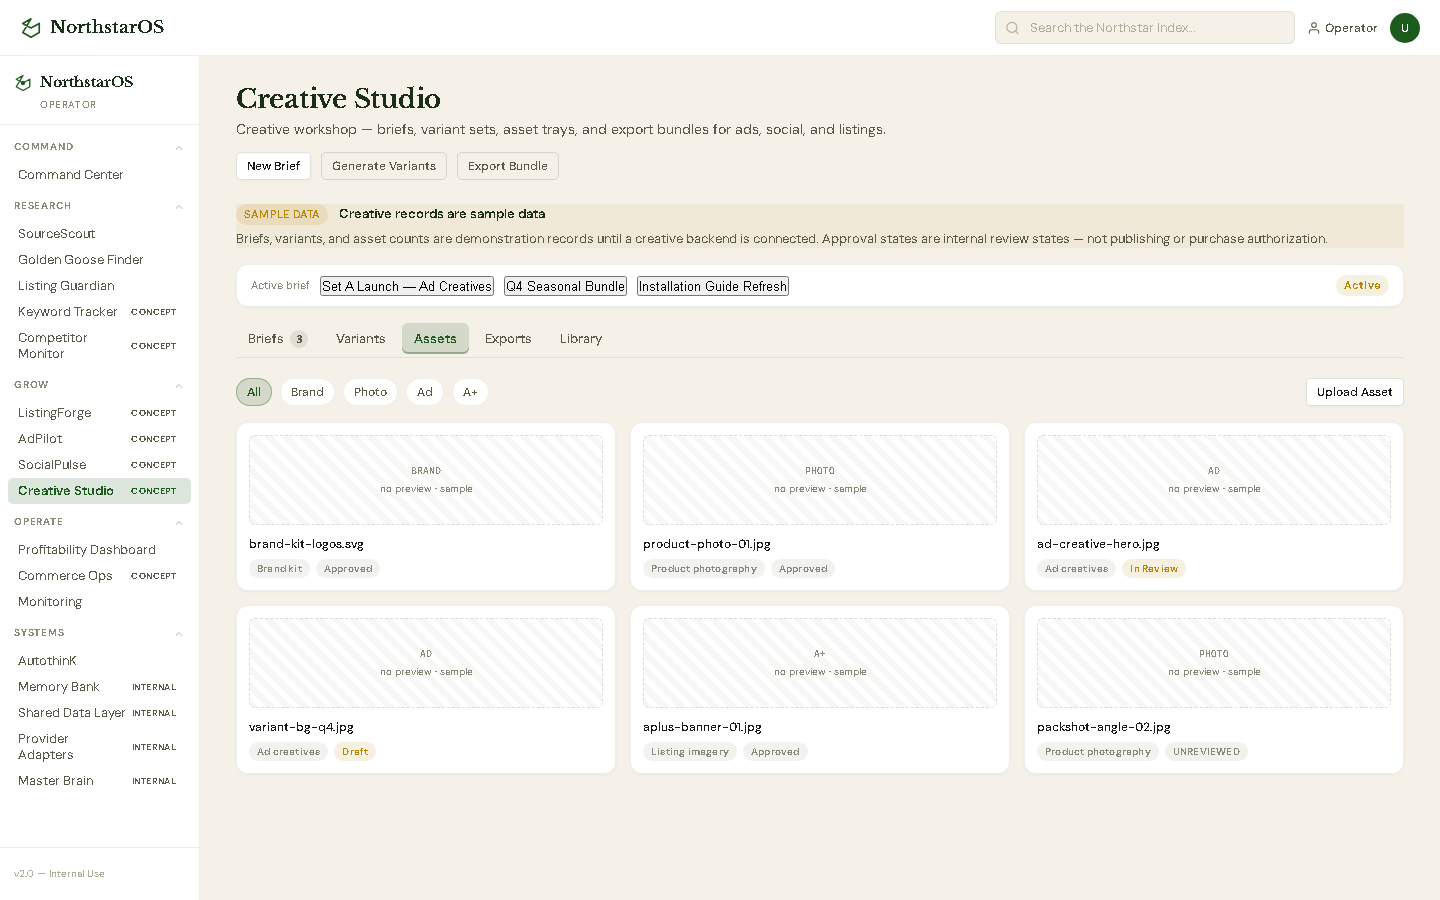 NorthstarOS
Search the Northstar Index...
Operator
U
NorthstarOS
OPERATOR
COMMAND
Command Center
RESEARCH
SourceScout
Golden Goose Finder
Listing Guardian
Keyword Tracker CONCEPT
Competitor
Monitor
CONCEPT
GROW
ListingForge CONCEPT
AdPilot CONCEPT
SocialPulse CONCEPT
Creative Studio CONCEPT
OPERATE
Profitability Dashboard
Commerce Ops CONCEPT
Monitoring
SYSTEMS
AutothinK
Memory Bank INTERNAL
Shared Data Layer INTERNAL
Provider
Adapters
INTERNAL
Master Brain INTERNAL
v2.0 — Internal Use
Creative Studio
Creative workshop — briefs, variant sets, asset trays, and export bundles for ads, social, and listings.
New Brief Generate Variants Export Bundle
SAMPLE DATA Creative records are sample data
Briefs, variants, and asset counts are demonstration records until a creative backend is connected. Approval states are internal review states — not publishing or purchase authorization.
Active brief Set A Launch — Ad Creatives Q4 Seasonal Bundle Installation Guide Refresh Active
Briefs 3 Variants Assets Exports Library
All Brand Photo Ad A+ Upload Asset
BRAND
no preview · sample
brand-kit-logos.svg
Brand kit Approved
PHOTO
no preview · sample
product-photo-01.jpg
Product photography Approved
AD
no preview · sample
ad-creative-hero.jpg
Ad creatives In Review
AD
no preview · sample
variant-bg-q4.jpg
Ad creatives Draft
A+
no preview · sample
aplus-banner-01.jpg
Listing imagery Approved
PHOTO
no preview · sample
packshot-angle-02.jpg
Product photography UNREVIEWED